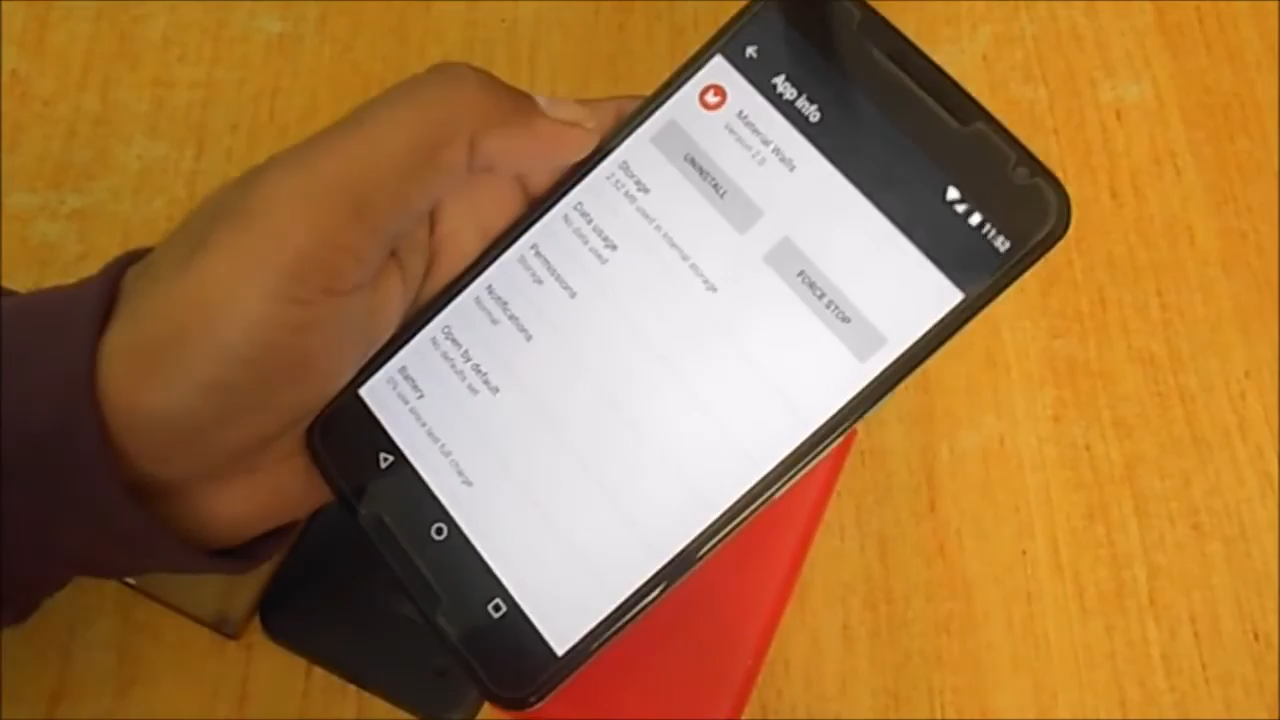 11:52
App info
Material Walls
Version 2.0
UNINSTALL
FORCE STOP
Storage
2.52 MB used in Internal storage
Data usage
No data used
Permissions
Storage
Notifications
Normal
Open by default
No defaults set
Battery
0% use since last full charge